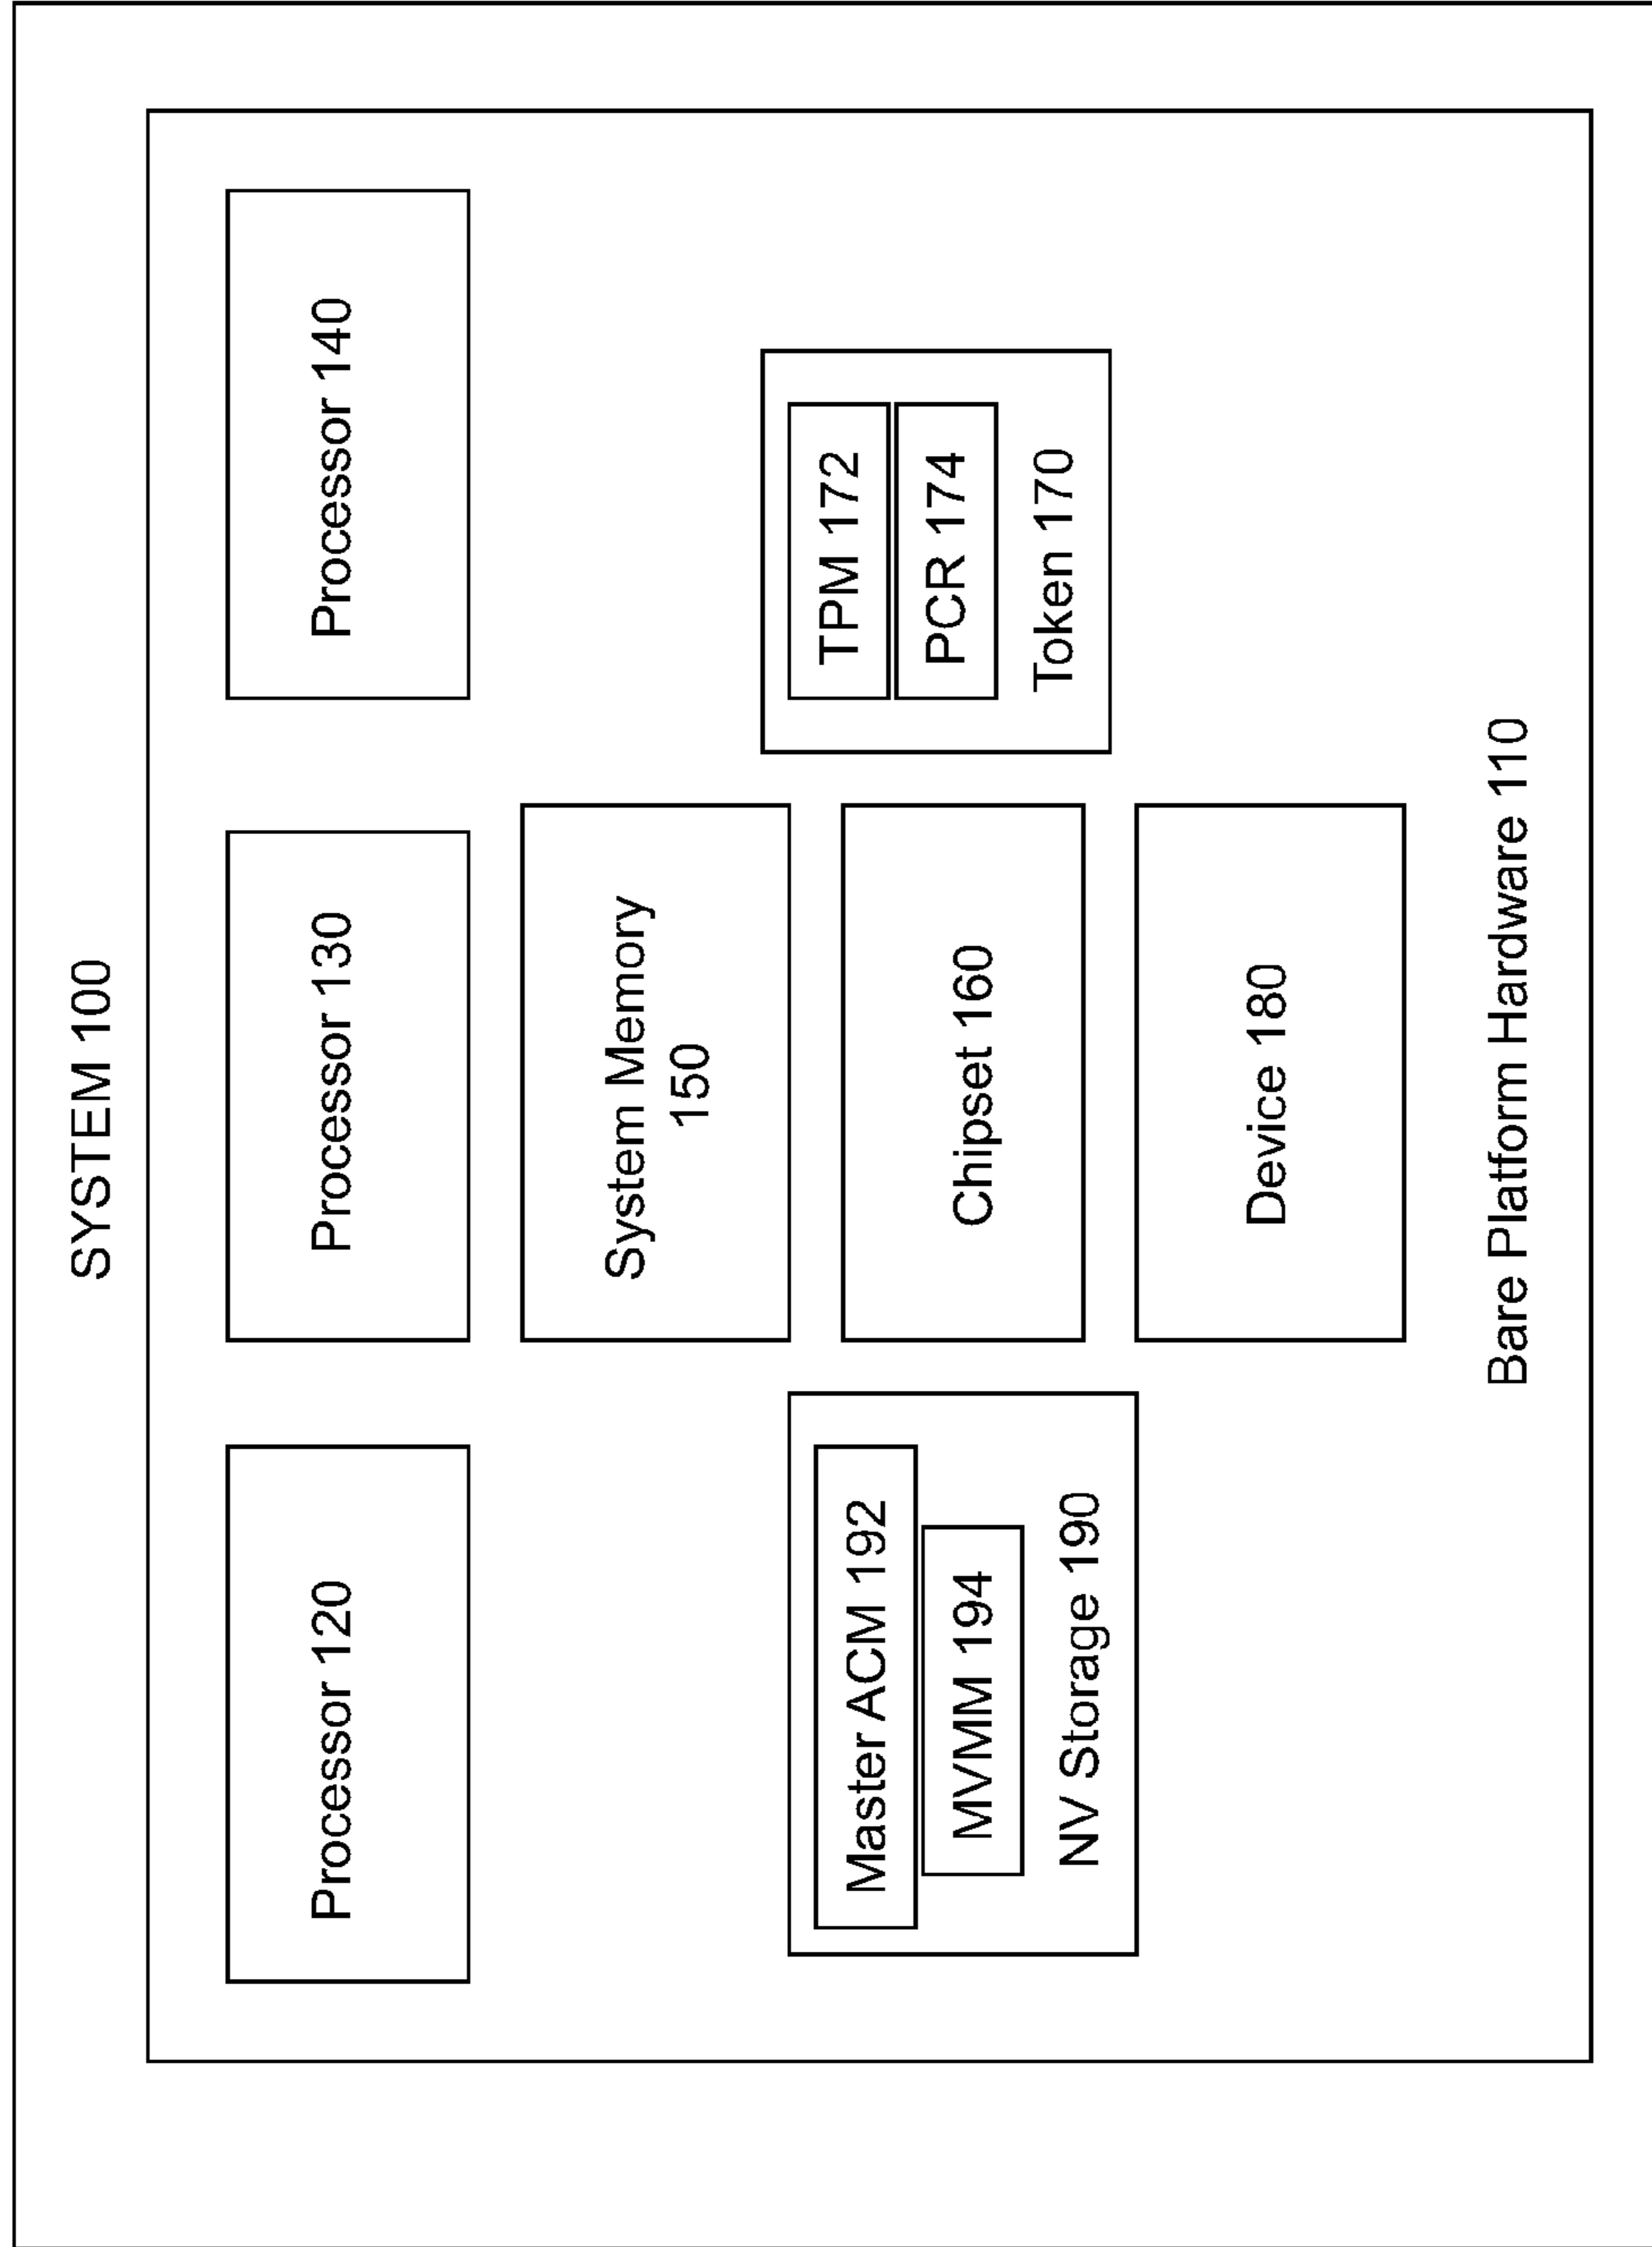 SYSTEM 100
Processor 120
Processor 130
Processor 140
System Memory
150
Master ACM 192
MVMM 194
NV Storage 190
Chipset 160
TPM 172
PCR 174
Token 170
Device 180
Bare Platform Hardware 110